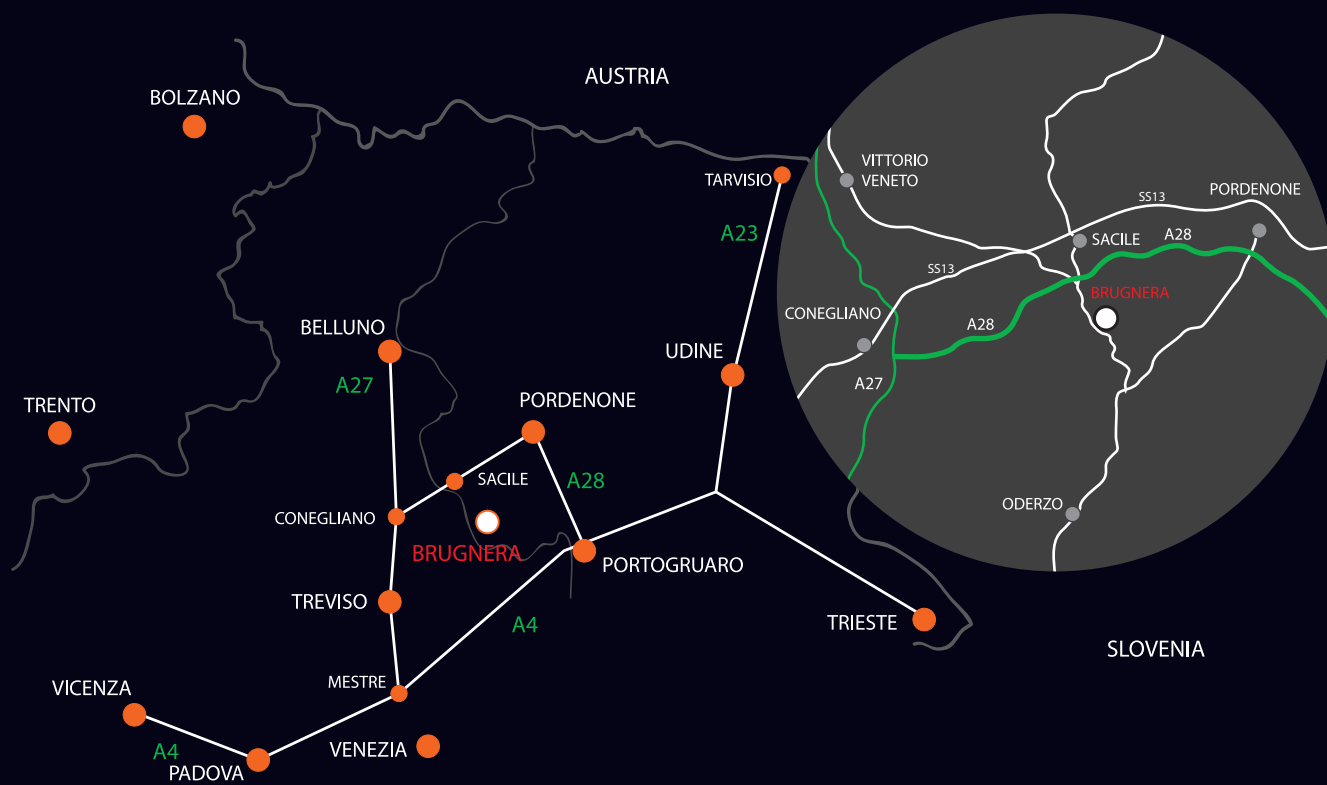 AUSTRIA
BOLZANO
TARVISIO
A23
BELLUNO
A27
UDINE
TRENTO
PORDENONE
SACILE
A28
CONEGLIANO
BRUGNERA
PORTOGRUARO
TREVISO
A4
TRIESTE
SLOVENIA
MESTRE
VICENZA
A4
VENEZIA
PADOVA
VITTORIO
VENETO
PORDENONE
SS13
SACILE
A28
SS13
BRUGNERA
CONEGLIANO
A28
A27
ODERZO